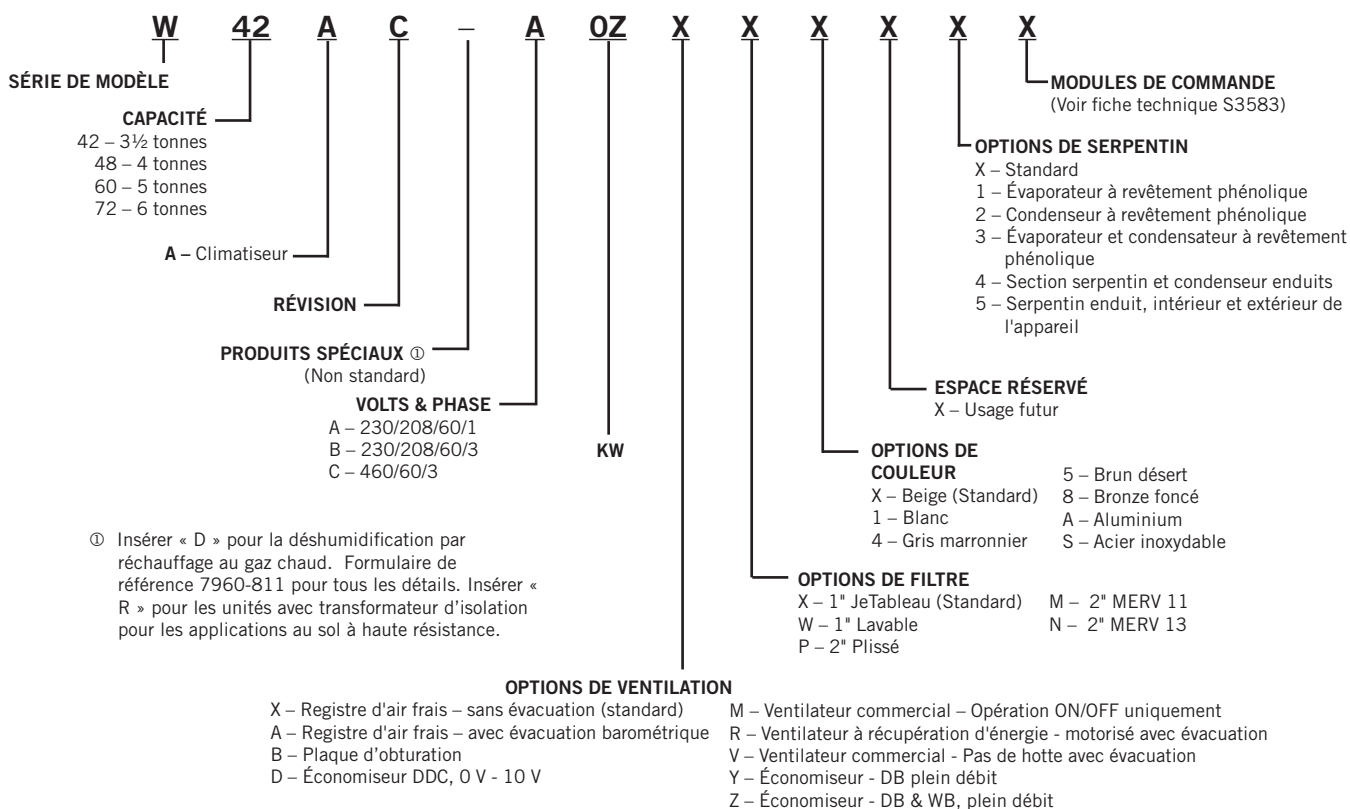 W 42 A C – A 0Z X X X X X X
SÉRIE DE MODÈLE
CAPACITÉ
42 – 3½ tonnes
48 – 4 tonnes
60 – 5 tonnes
72 – 6 tonnes
A – Climatiseur
RÉVISION
PRODUITS SPÉCIAUX ①
(Non standard)
VOLTS & PHASE
A – 230/208/60/1
B – 230/208/60/3
C – 460/60/3
KW
① Insérer « D » pour la déshumidification par
réchauffage au gaz chaud. Formulaire de
référence 7960-811 pour tous les détails. Insérer «
R » pour les unités avec transformateur d’isolation
pour les applications au sol à haute résistance.
MODULES DE COMMANDE
(Voir fiche technique S3583)
OPTIONS DE SERPENTIN
X – Standard
1 – Évaporateur à revêtement phénolique
2 – Condenseur à revêtement phénolique
3 – Évaporateur et condensateur à revêtement
phénolique
4 – Section serpentin et condenseur enduits
5 – Serpentin enduit, intérieur et extérieur de
l'appareil
ESPACE RÉSERVÉ
X – Usage futur
OPTIONS DE
COULEUR
X – Beige (Standard)
1 – Blanc
4 – Gris marronnier
5 – Brun désert
8 – Bronze foncé
A – Aluminium
S – Acier inoxydable
OPTIONS DE FILTRE
X – 1" JeTableau (Standard)
W – 1" Lavable
P – 2" Plissé
M – 2" MERV 11
N – 2" MERV 13
OPTIONS DE VENTILATION
X – Registre d'air frais – sans évacuation (standard)
A – Registre d'air frais – avec évacuation barométrique
B – Plaque d’obturation
D – Économiseur DDC, 0 V - 10 V
M – Ventilateur commercial – Opération ON/OFF uniquement
R – Ventilateur à récupération d'énergie - motorisé avec évacuation
V – Ventilateur commercial - Pas de hotte avec évacuation
Y – Économiseur - DB plein débit
Z – Économiseur - DB & WB, plein débit